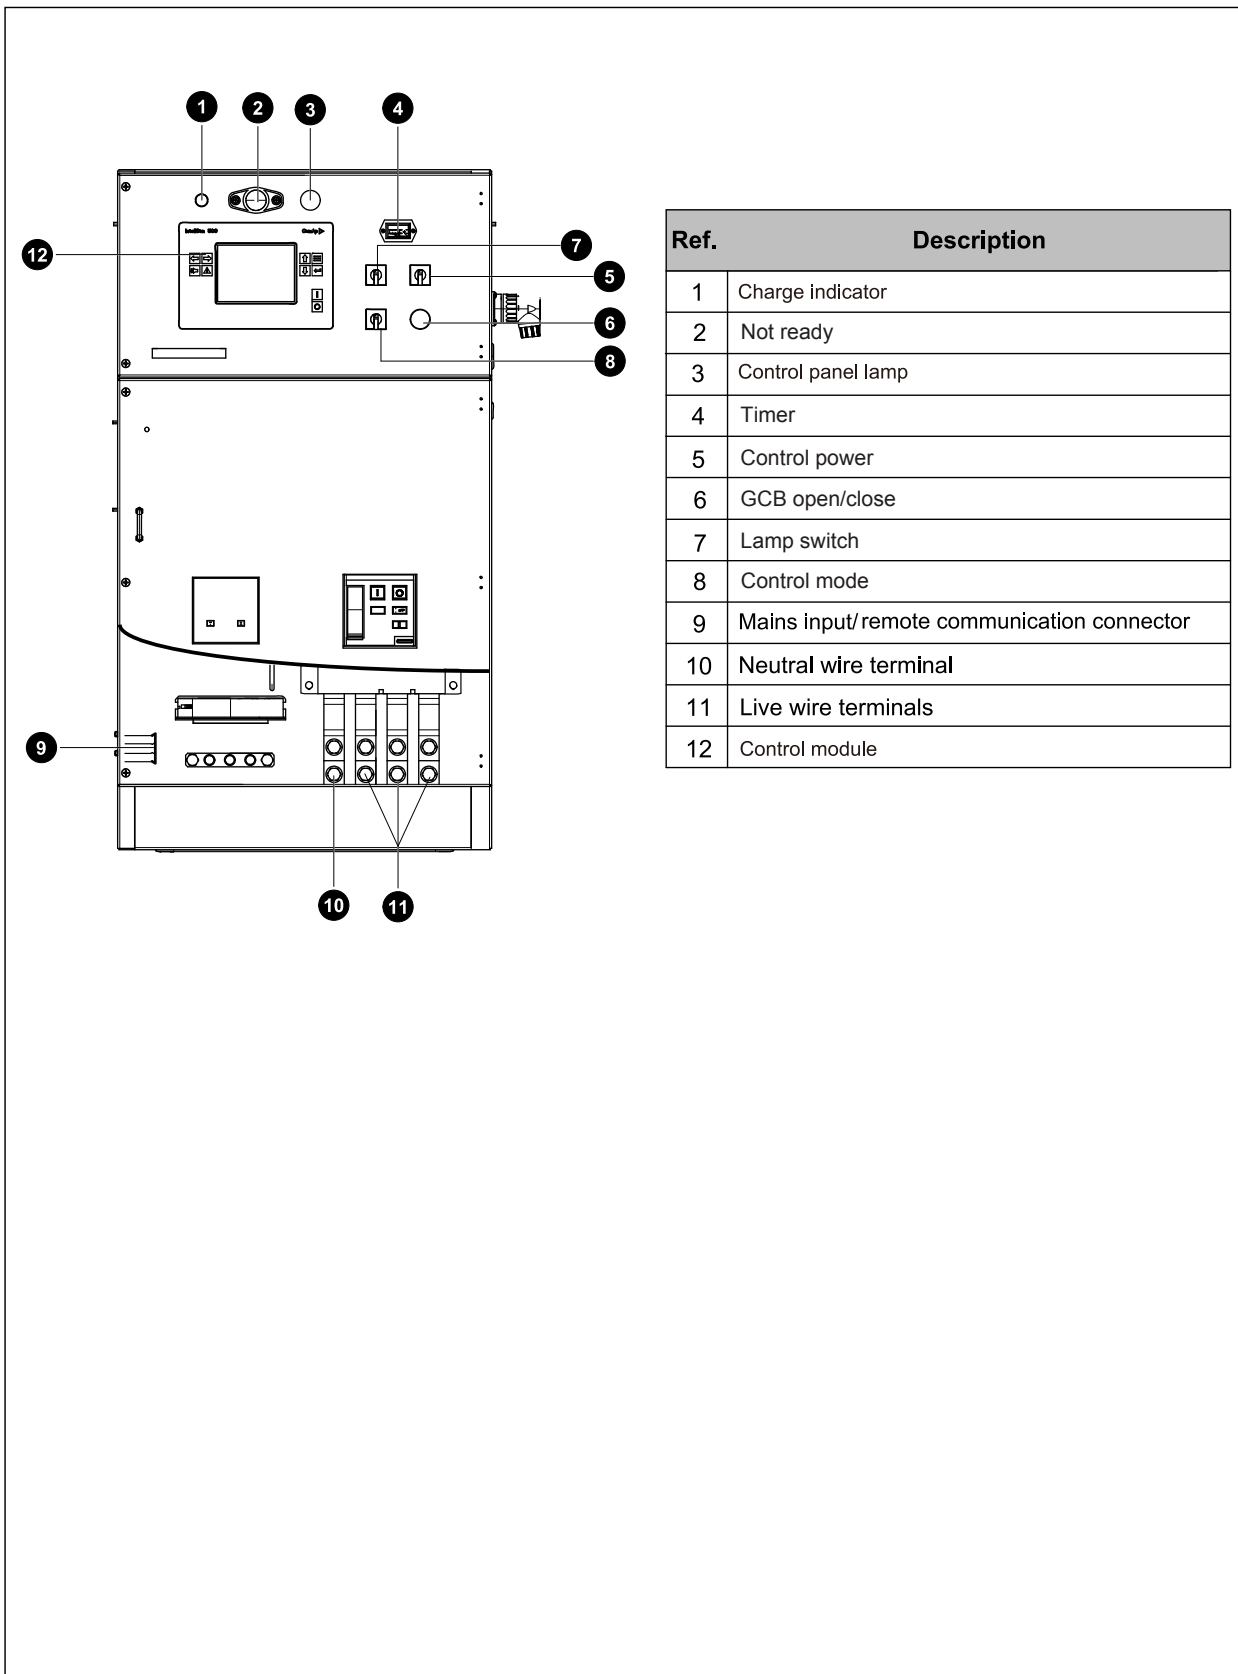 1 2 3 4
12
7
5
6
8
9
10 11
Ref. Description
1 Charge indicator
2 Not ready
3 Control panel lamp
4 Timer
5 Control power
6 GCB open/close
7 Lamp switch
8 Control mode
9 Mains input/remote communication connector
10 Neutral wire terminal
11 Live wire terminals
12 Control module